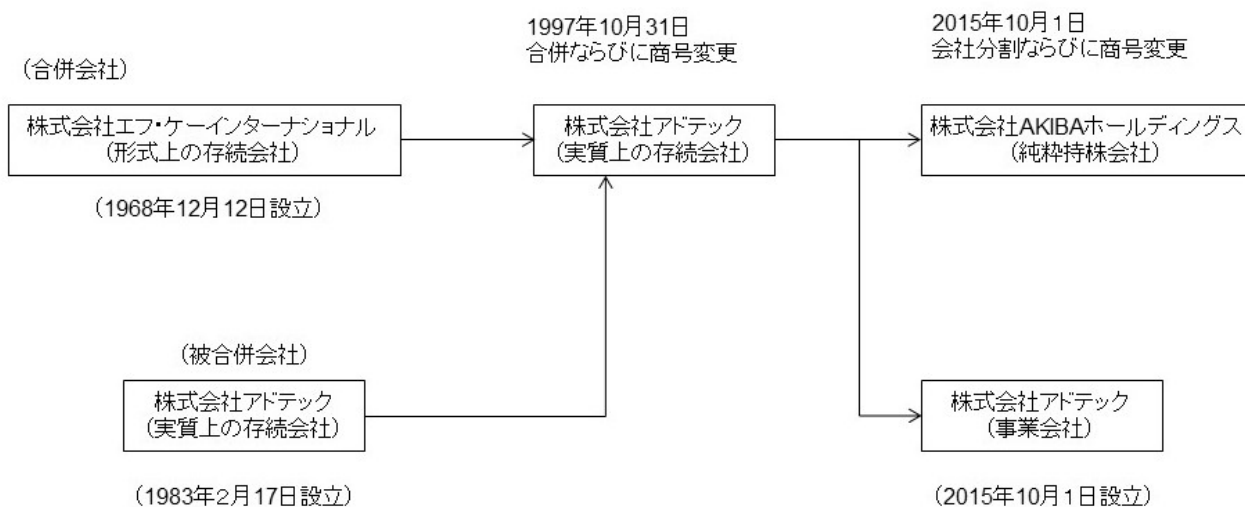 1997年10月31日
合併ならびに商号変更
2015年10月1日
会社分割ならびに商号変更
(合併会社)
株式会社エフ・ケーインターナショナル
(形式上の存続会社)
株式会社アドテック
(実質上の存続会社)
株式会社AKIBAホールディングス
(純粋持株会社)
(1968年12月12日設立)
(被合併会社)
株式会社アドテック
(実質上の存続会社)
株式会社アドテック
(事業会社)
(1983年2月17日設立)
(2015年10月1日設立)